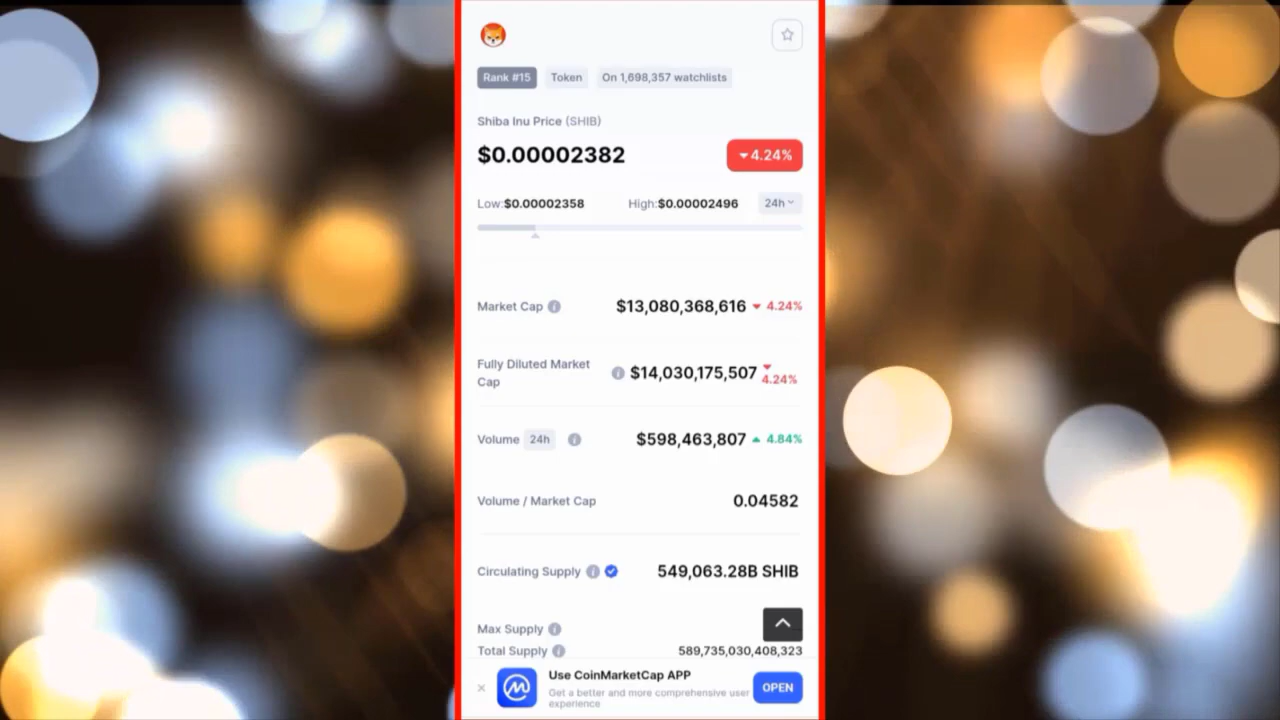 Rank #15 Token On 1,698,357 watchlists
Shiba Inu Price (SHIB)
$0.00002382 4.24%
Low:$0.00002358 High:$0.00002496 24h
Market Cap $13,080,368,616 4.24%
Fully Diluted Market
Cap
$14,030,175,507 4.24%
Volume 24h $598,463,807 4.84%
Volume / Market Cap 0.04582
Circulating Supply 549,063.28B SHIB
Max Supply
Total Supply 589,735,030,408,323
Use CoinMarketCap APP
Get a better and more comprehensive user
experience
OPEN